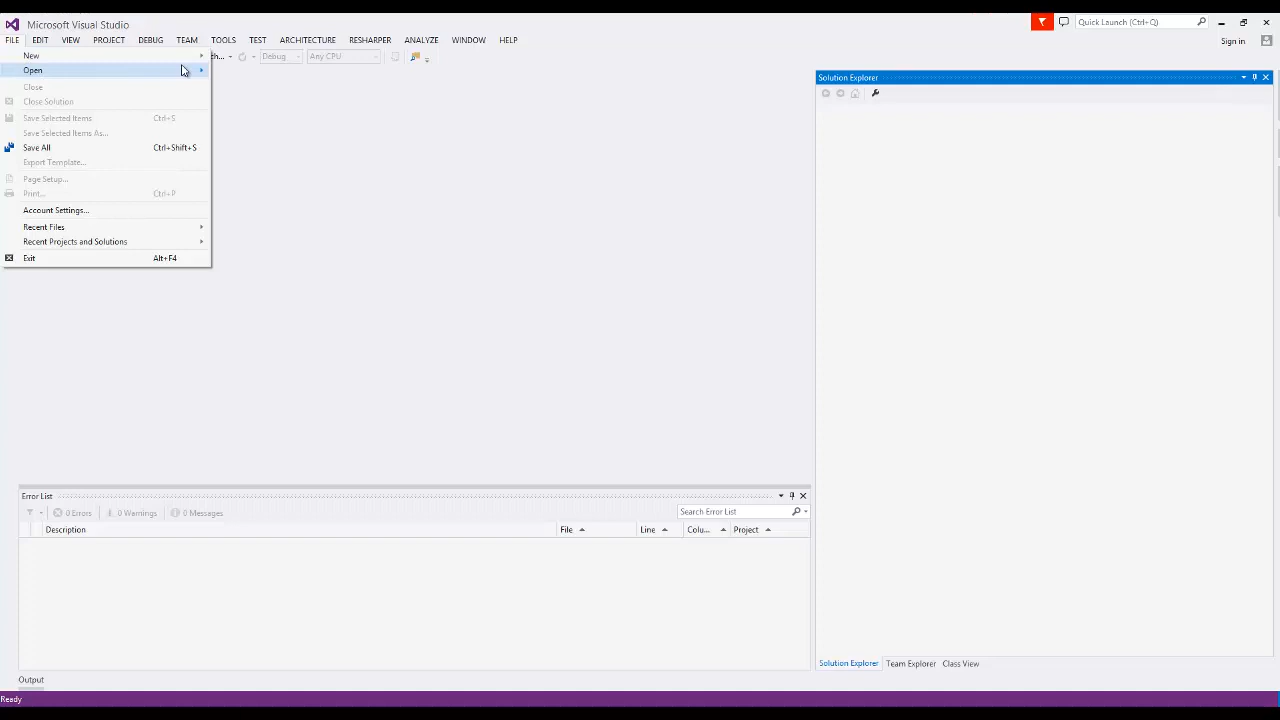 Microsoft Visual Studio
Quick Launch (Ctrl+Q)
FILE EDIT VIEW PROJECT DEBUG TEAM TOOLS TEST ARCHITECTURE RESHARPER ANALYZE WINDOW HELP
Sign in
New
Debug
Any CPU
Open
Close
Close Solution
Save Selected Items Ctrl+S
Save Selected Items As...
Save All Ctrl+Shift+S
Export Template...
Page Setup...
Print... Ctrl+P
Account Settings...
Recent Files
Recent Projects and Solutions
Exit Alt+F4
Solution Explorer
Error List
0 Errors 0 Warnings 0 Messages
Search Error List
Description File Line Colu... Project
Solution Explorer Team Explorer Class View
Output
Ready